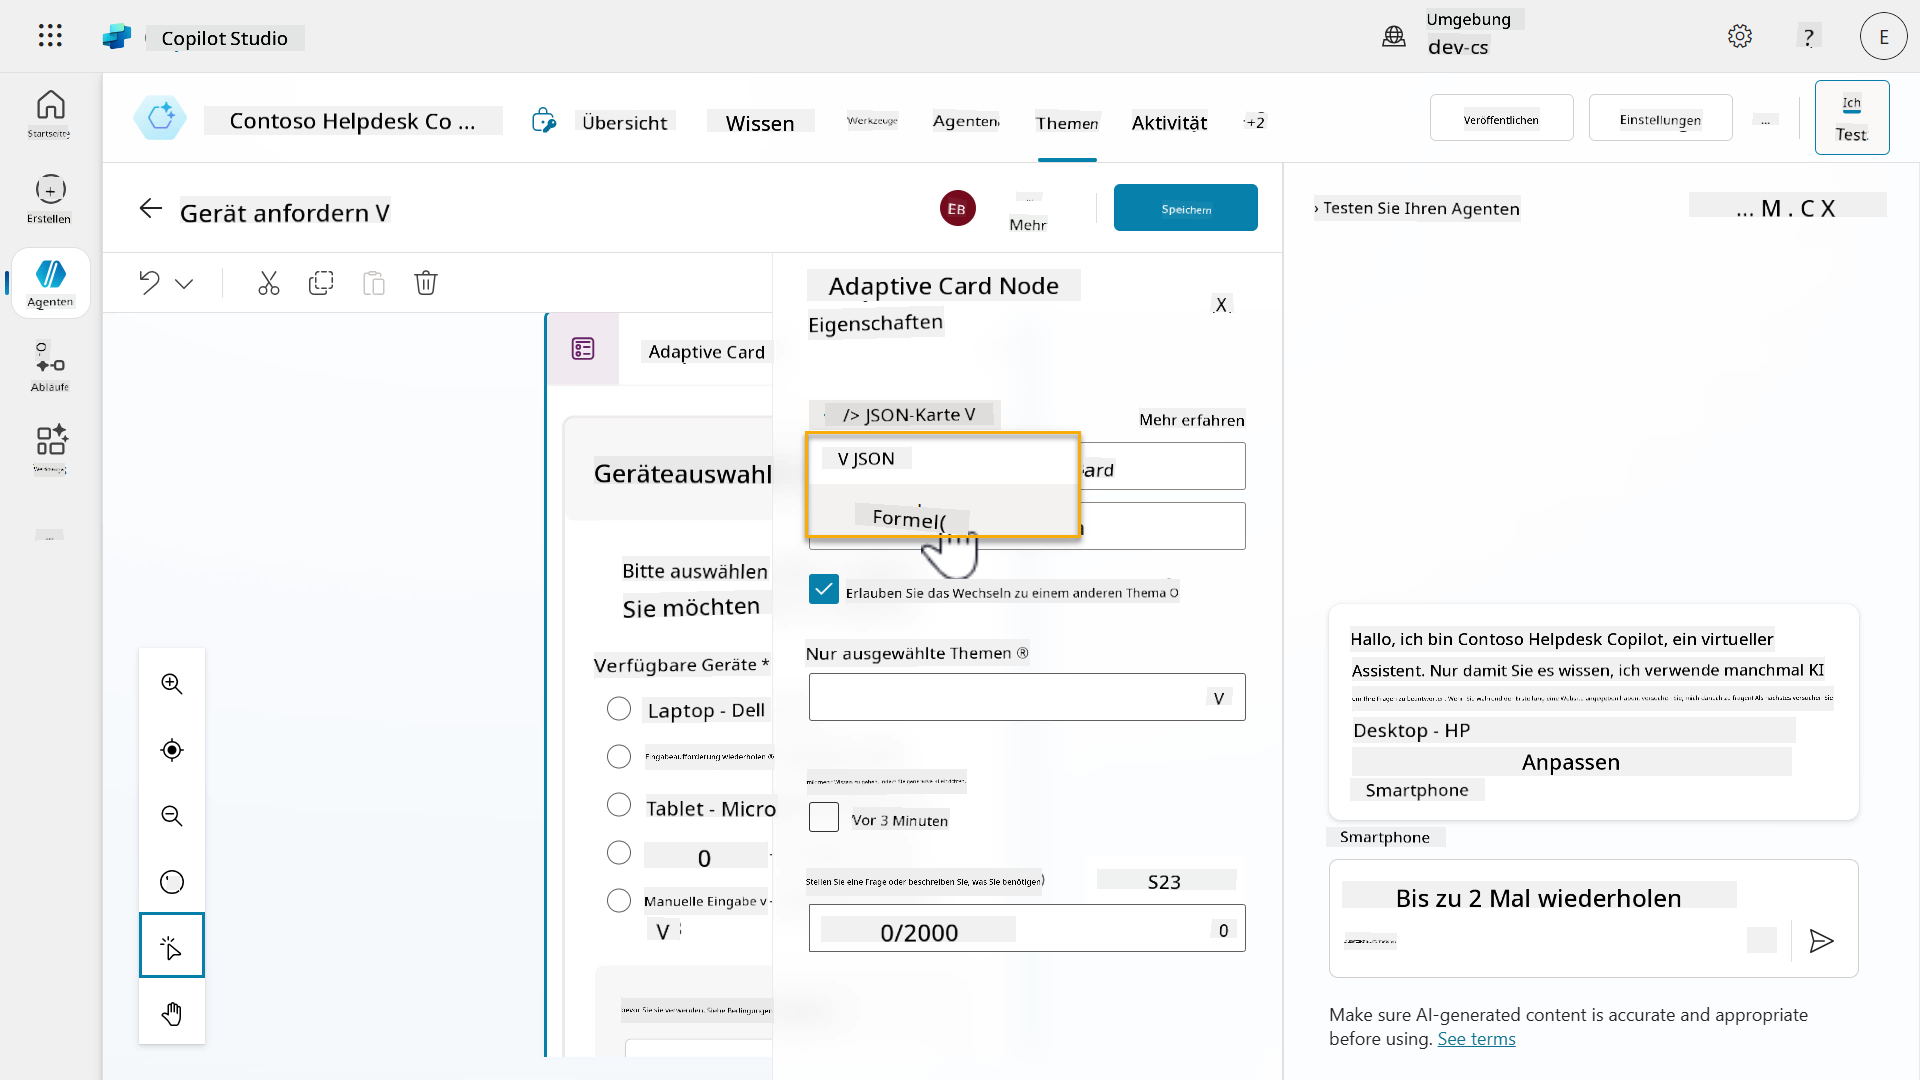 Copilot Studio
Umgebung
dev-cs
?
E
Startseite
Erstellen
Agenten
Abläufe
Contoso Helpdesk Co ...
Übersicht
Wissen
Werkzeuge
Agenten
Themen
Aktivität
+2
Veröffentlichen
Einstellungen
...
Ich
Test.
Gerät anfordern V
EB
Mehr
Speichern
› Testen Sie Ihren Agenten
... M . C X
Adaptive Card
Geräteauswahl
Bitte auswählen
Sie möchten
Verfügbare Geräte *
Laptop - Dell
Eingabeaufforderung wiederholen
Tablet - Micro
0
Manuelle Eingabe v
V
Adaptive Card Node
Eigenschaften
X
/> JSON-Karte V
Mehr erfahren
V JSON
ard
Formel(
Erlauben Sie das Wechseln zu einem anderen Thema O
Nur ausgewählte Themen ®
V
Vor 3 Minuten
Stellen Sie eine Frage oder beschreiben Sie, was Sie benötigen
S23
0/2000
0
Hallo, ich bin Contoso Helpdesk Copilot, ein virtueller
Assistent. Nur damit Sie es wissen, ich verwende manchmal KI
Desktop - HP
Anpassen
Smartphone
Smartphone
Bis zu 2 Mal wiederholen
Make sure AI-generated content is accurate and appropriate
before using. See terms